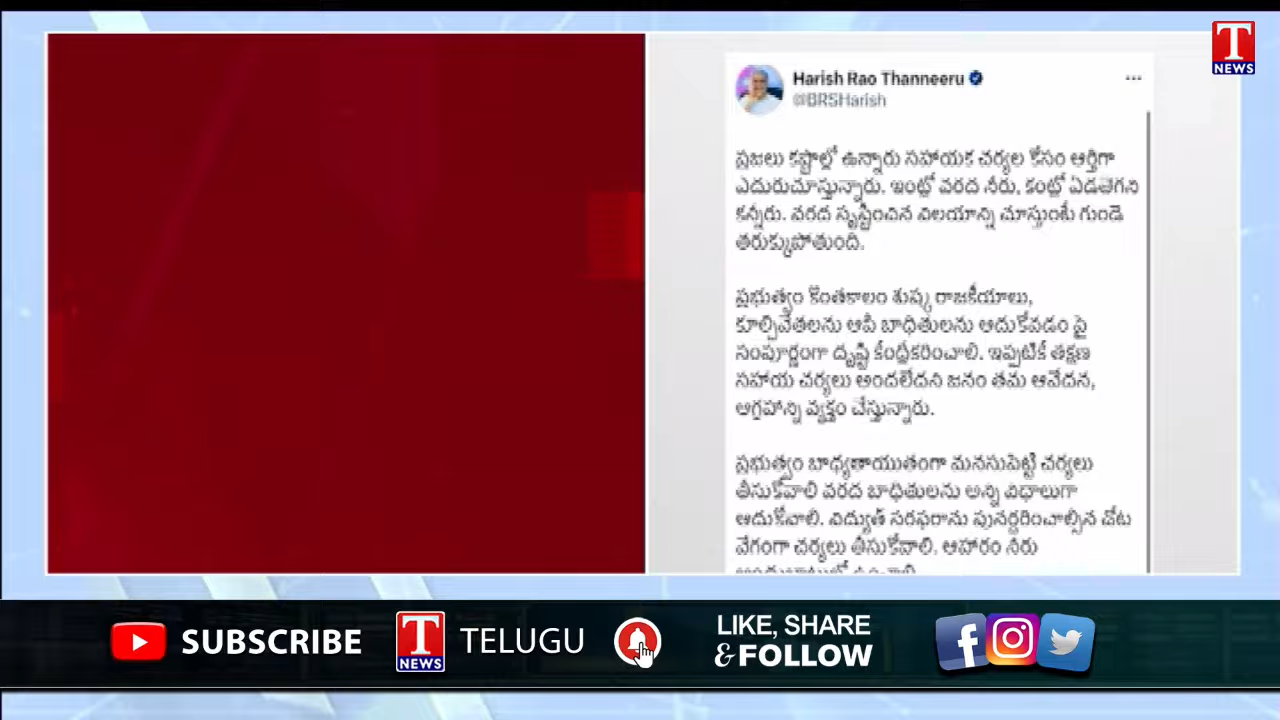 T
NEWS
Harish Rao Thanneeru
@BRSHarish
ప్రజలు కష్టాల్లో ఉన్నారు సహాయక చర్యల కోసం ఆర్తిగా
ఎదురుచూస్తున్నారు. ఇంట్లో వరద నీరు, కంట్లో ఏడతెగని
కన్నీరు. వరద సృష్టించిన విలయాన్ని చూస్తుంటే గుండె
తరుక్కుపోతుంది.
ప్రభుత్వం కొంతకాలం శుష్క రాజకీయాలు,
కూల్చివేతలను ఆపి బాధితులను ఆదుకోవడం పై
సంపూర్ణంగా దృష్టి కేంద్రీకరించాలి. ఇప్పటికీ తక్షణ
సహాయ చర్యలు అందలేదని జనం తమ ఆవేదన,
ఆగ్రహాన్ని వ్యక్తం చేస్తున్నారు.
ప్రభుత్వం బాధ్యతాయుతంగా మనసుపెట్టి చర్యలు
తీసుకోవాలి వరద బాధితులను అన్ని విధాలుగా
ఆదుకోవాలి. విద్యుత్ సరఫరాను పునర్దరించాల్సిన చోట
వేగంగా చర్యలు తీసుకోవాలి. ఆహారం నీరు
SUBSCRIBE
T
NEWS
TELUGU
LIKE, SHARE
& FOLLOW